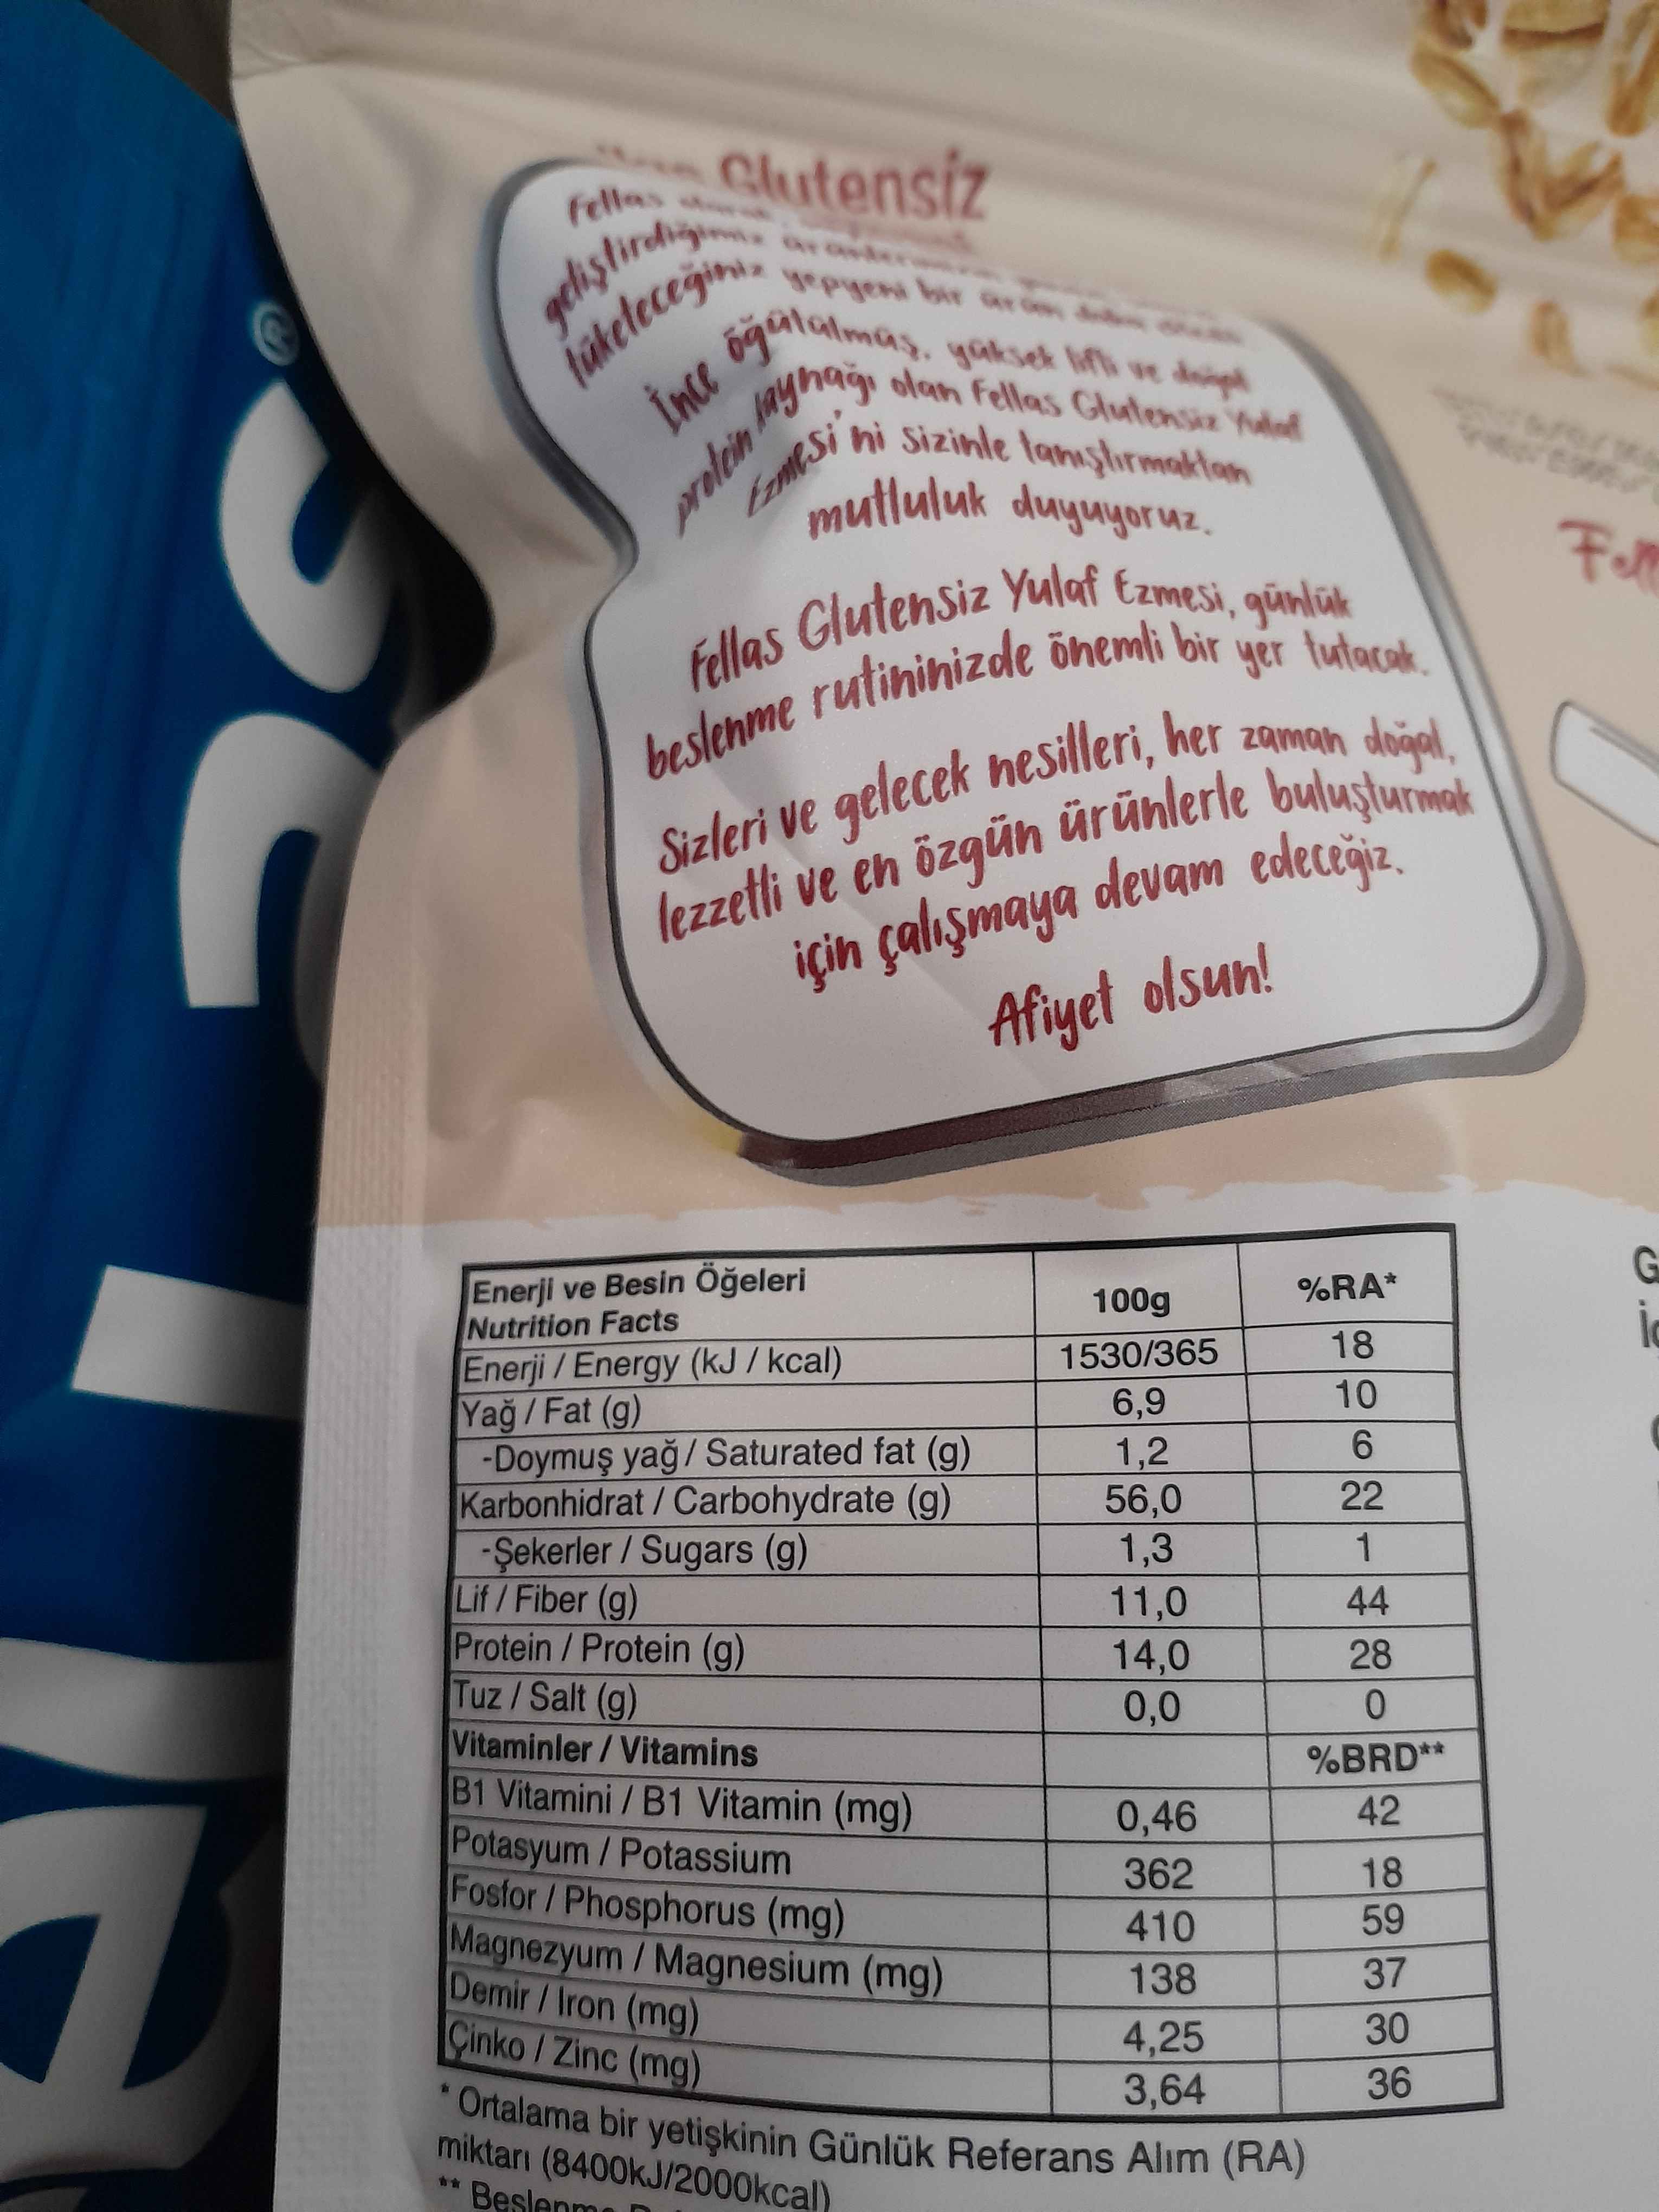 Glutensiz
Fellas
geliştirdiğimiz
tüketeceğiniz yepyeni bir ürün daha
İnce öğütülmüş, yüksek lifli ve doğal
protein kaynağı olan Fellas Glutensiz Yulaf
Ezmesi'ni sizinle tanıştırmaktan
mutluluk duyuyoruz.
Fellas Glutensiz Yulaf Ezmesi, günlük
beslenme rutininizde önemli bir yer tutacak.
Sizleri ve gelecek nesilleri, her zaman doğal,
lezzetli ve en özgün ürünlerle buluşturmak
için çalışmaya devam edeceğiz.
Afiyet olsun!
Enerji ve Besin Öğeleri
Nutrition Facts 100g %RA*
Enerji / Energy (kJ / kcal) 1530/365 18
Yağ / Fat (g) 6,9 10
-Doymuş yağ / Saturated fat (g) 1,2 6
Karbonhidrat / Carbohydrate (g) 56,0 22
-Şekerler / Sugars (g) 1,3 1
Lif / Fiber (g) 11,0 44
Protein / Protein (g) 14,0 28
Tuz / Salt (g) 0,0 0
Vitaminler / Vitamins %BRD**
B1 Vitamini / B1 Vitamin (mg) 0,46 42
Potasyum / Potassium 362 18
Fosfor / Phosphorus (mg) 410 59
Magnezyum / Magnesium (mg) 138 37
Demir / Iron (mg) 4,25 30
Çinko / Zinc (mg) 3,64 36
* Ortalama bir yetişkinin Günlük Referans Alım (RA)
miktarı (8400kJ/2000kcal)